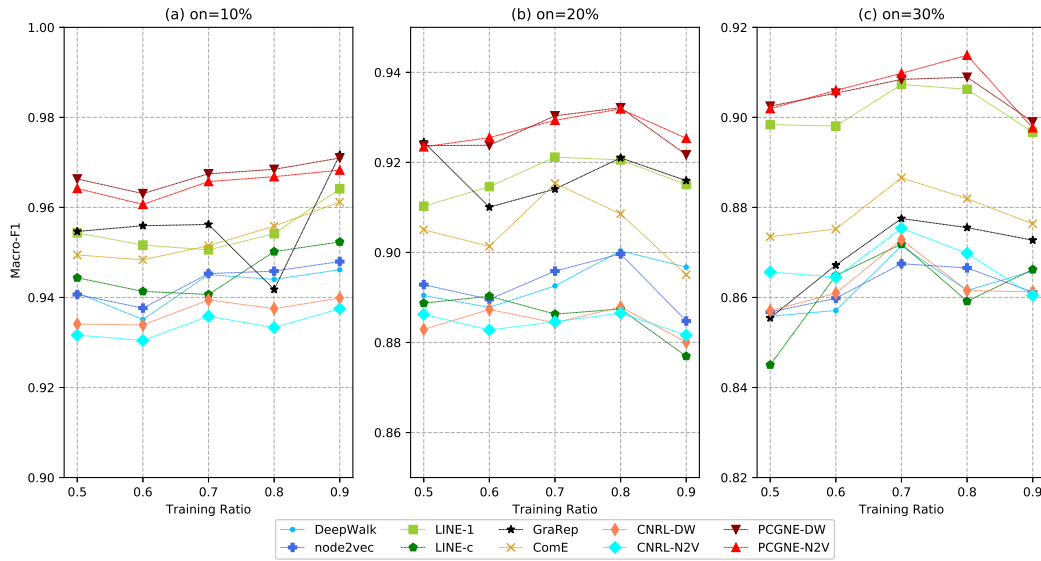 (a) on=10%
(b) on=20%
(c) on=30%
Macro-F1
1.00
0.98
0.96
0.94
0.92
0.90
0.5 0.6 0.7 0.8 0.9
Training Ratio
0.94
0.92
0.90
0.88
0.86
0.5 0.6 0.7 0.8 0.9
Training Ratio
0.92
0.90
0.88
0.86
0.84
0.82
0.5 0.6 0.7 0.8 0.9
Training Ratio
DeepWalk LINE-1 GraRep CNRL-DW PCGNE-DW
node2vec LINE-c ComE CNRL-N2V PCGNE-N2V